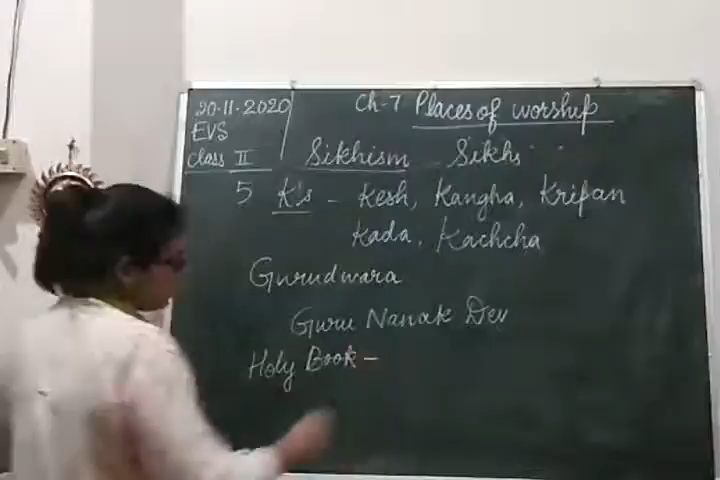 20.11.2020
EVS
Class II
Ch-7 Places of worship
Sikhism - Sikhs
5 K's - Kesh, Kangha, Kripan
Kada, Kachcha
Gurudwara
Guru Nanak Dev
Holy Book -